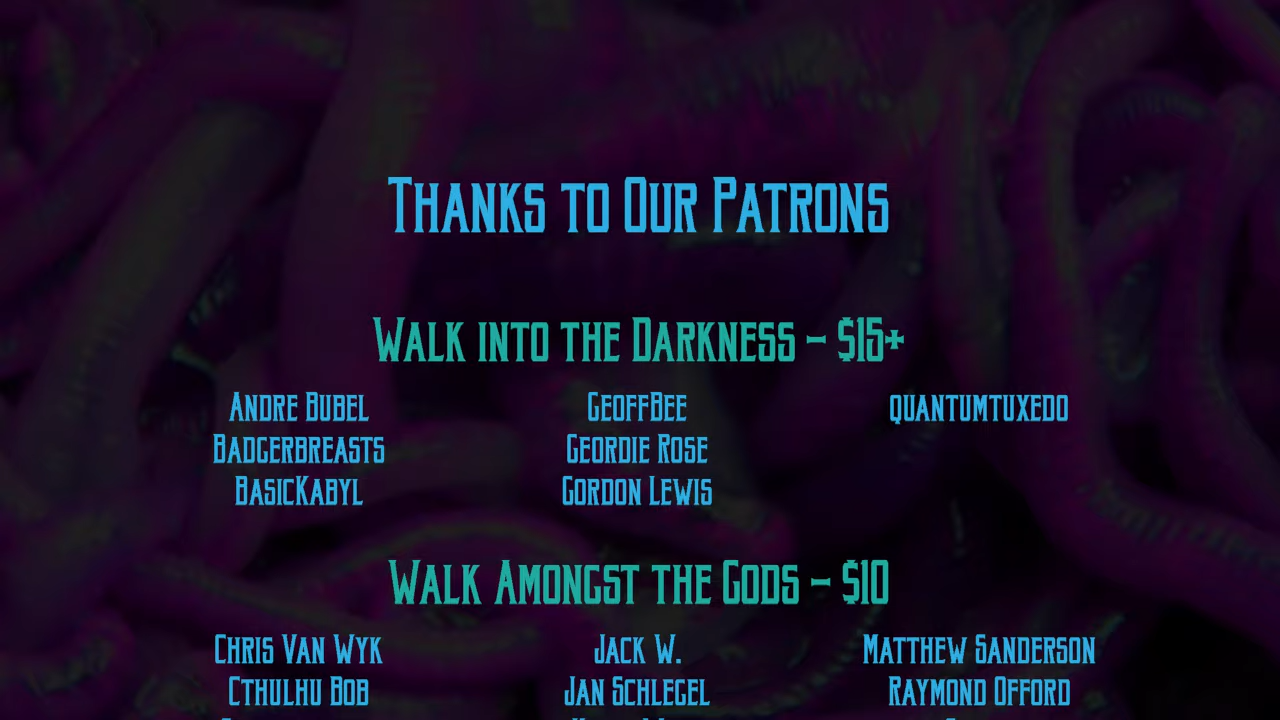 Thanks to Our Patrons
Walk into the Darkness – $15+
Andre Bubel
GeoffBee
quantumtuxedo
Badgerbreasts
Geordie Rose
BasicKabyl
Gordon Lewis
Walk Amongst the Gods – $10
Chris Van Wyk
Jack W.
Matthew Sanderson
Cthulhu Bob
Jan Schlegel
Raymond Offord